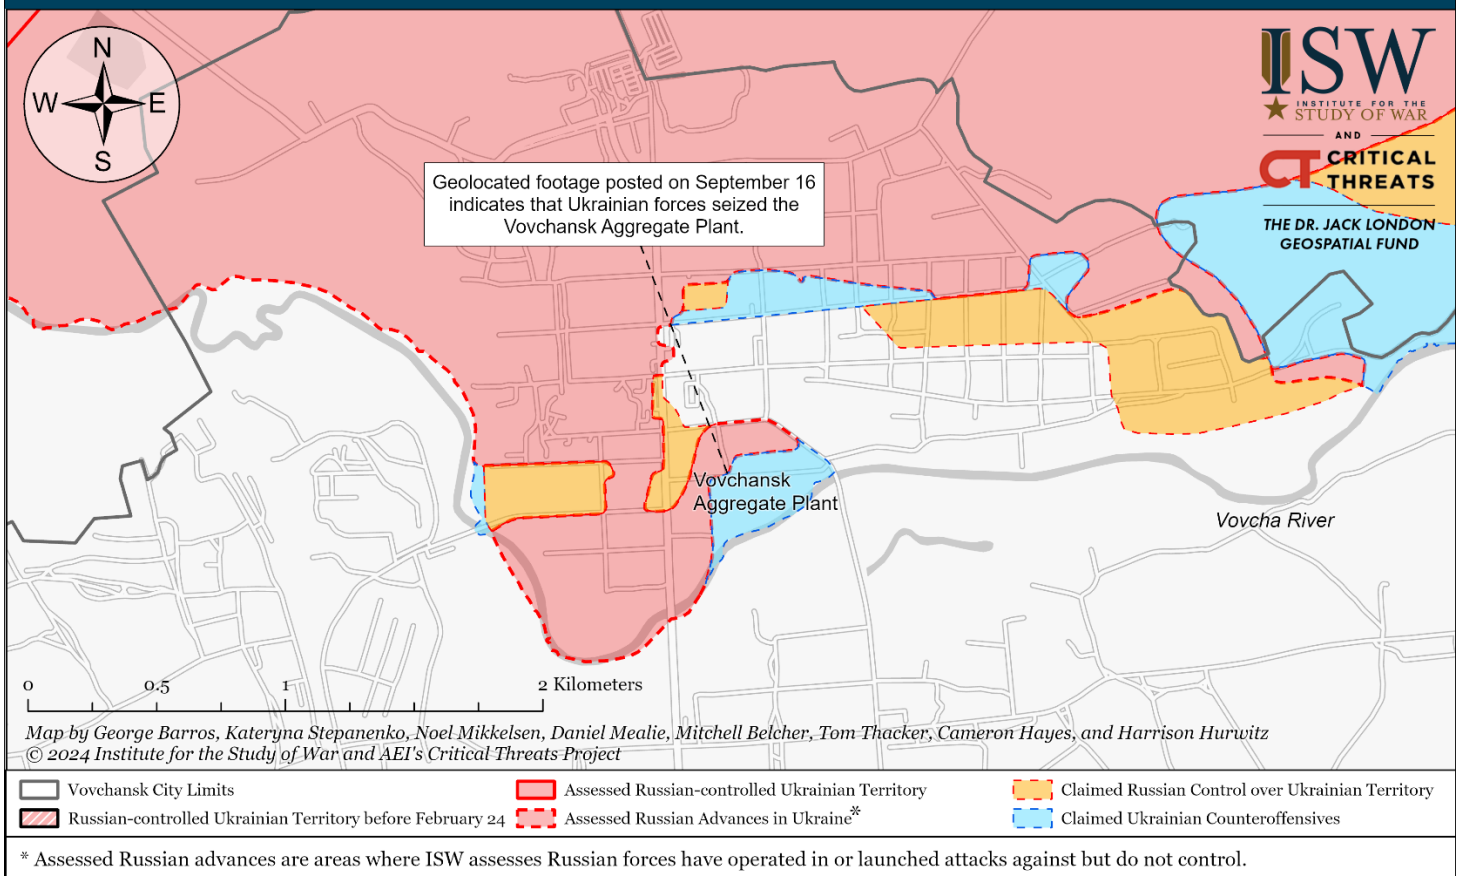 N
W E
S
ISW
INSTITUTE FOR THE
STUDY OF WAR
AND
CT CRITICAL
THREATS
THE DR. JACK LONDON
GEOSPATIAL FUND
Geolocated footage posted on September 16
indicates that Ukrainian forces seized the
Vovchansk Aggregate Plant.
Vovchansk
Aggregate Plant
Vovcha River
0 0.5 1 2 Kilometers
Map by George Barros, Kateryna Stepanenko, Noel Mikkelsen, Daniel Mealie, Mitchell Belcher, Tom Thacker, Cameron Hayes, and Harrison Hurwitz
© 2024 Institute for the Study of War and AEI's Critical Threats Project
Vovchansk City Limits
Russian-controlled Ukrainian Territory before February 24
Assessed Russian-controlled Ukrainian Territory
Assessed Russian Advances in Ukraine*
Claimed Russian Control over Ukrainian Territory
Claimed Ukrainian Counteroffensives
* Assessed Russian advances are areas where ISW assesses Russian forces have operated in or launched attacks against but do not control.